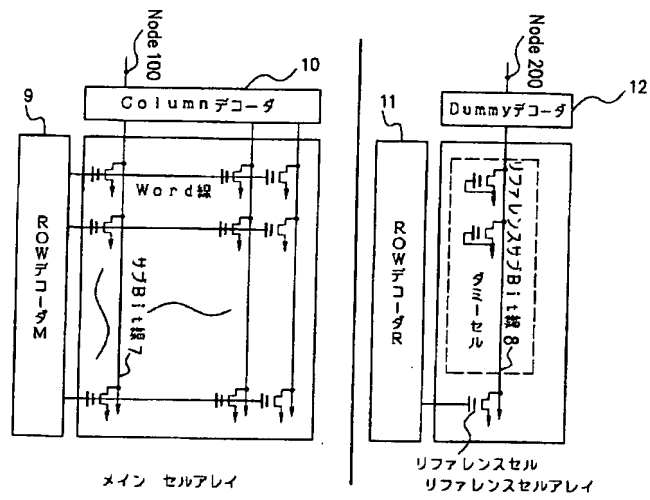 Node 100
10
Columnデコーダ
9
ROWデコーダM
Word線
サブBit線7
メイン セルアレイ
Node 200
12
Dummyデコーダ
11
ROWデコーダR
リファレンスサブBit線8
ダミーセル
リファレンスセル
リファレンスセルアレイ